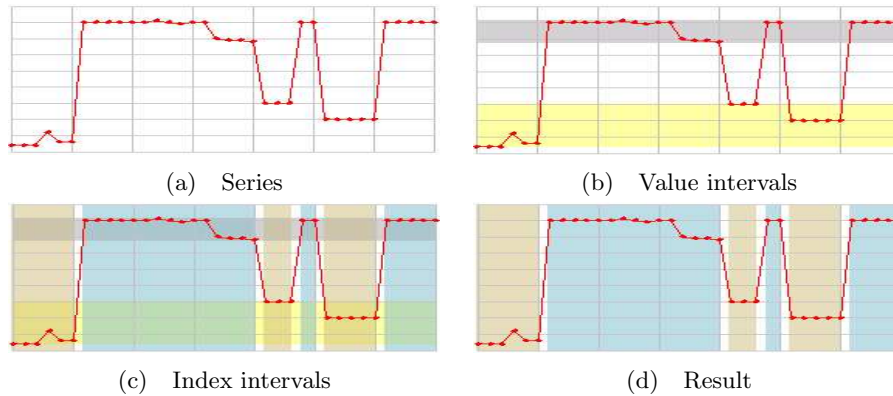 (a) Series
(b) Value intervals
(c) Index intervals
(d) Result